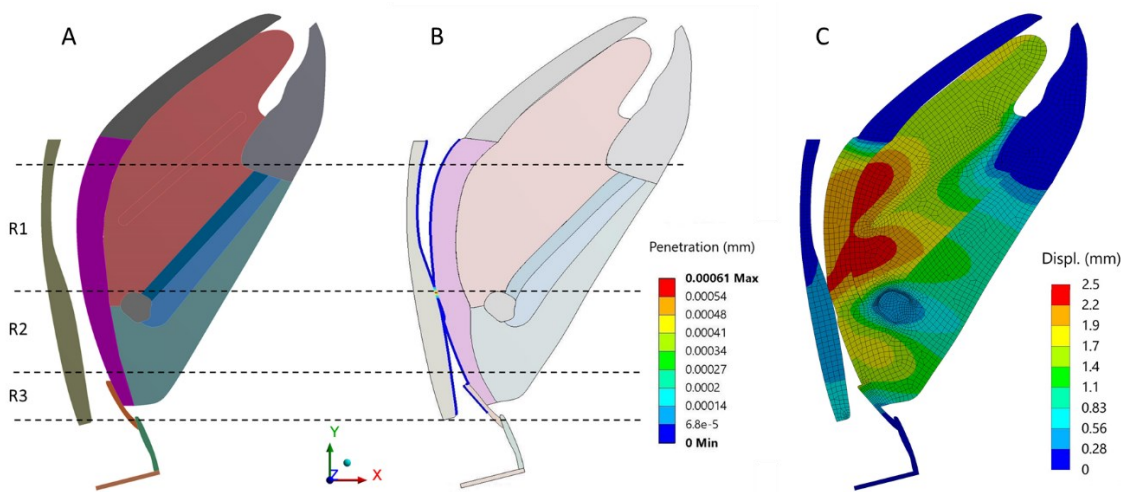 A
B
C
R1
R2
R3
Penetration (mm)
0.00061 Max
0.00054
0.00048
0.00041
0.00034
0.00027
0.0002
0.00014
6.8e-5
0 Min
Displ. (mm)
2.5
2.2
1.9
1.7
1.4
1.1
0.83
0.56
0.28
0
Y
Z
X